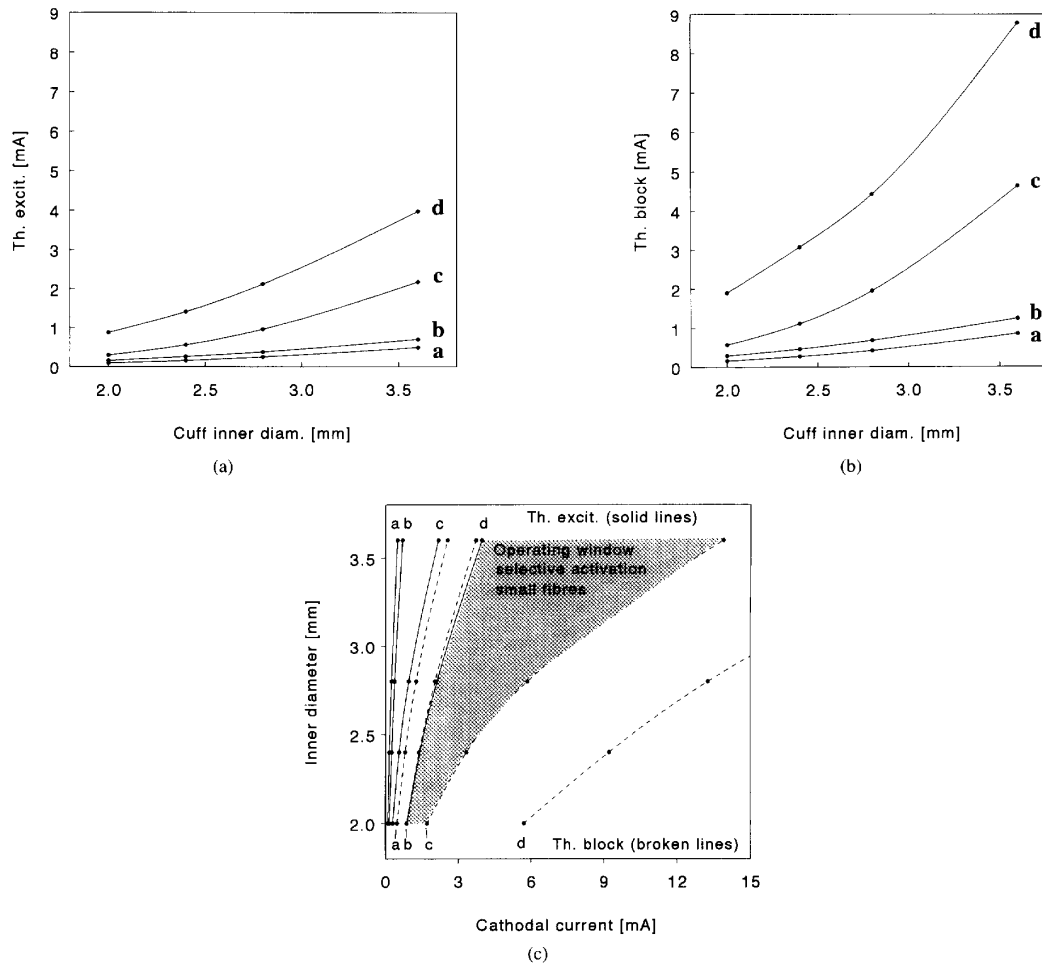 9
8
7
6
5
4
3
2
1
0
Th. excit. [mA]
d
c
b
a
2.0 2.5 3.0 3.5
Cuff inner diam. [mm]
(a)
9
8
7
6
5
4
3
2
1
0
Th. block [mA]
d
c
b
a
2.0 2.5 3.0 3.5
Cuff inner diam. [mm]
(b)
a b c d Th. excit. (solid lines)
Operating window
selective activation
small fibres
3.5
3.0
2.5
2.0
Inner diameter [mm]
a b c d Th. block (broken lines)
0 3 6 9 12 15
Cathodal current [mA]
(c)